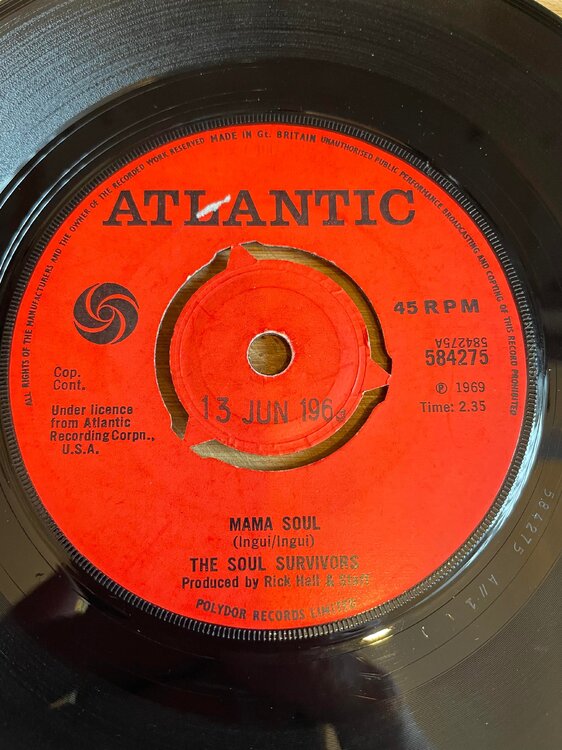 ALL RIGHTS OF THE MANUFACTURERS AND THE OWNER OF THE RECORDED WORK RESERVED MADE IN Gt. BRITAIN UNAUTHORISED PUBLIC PERFORMANCE BROADCASTING AND COPYING OF THIS RECORD PROHIBITED
ATLANTIC
45 RPM
584275A
584275
Cop.
Cont.
℗ 1969
Time: 2.35
Under licence
from Atlantic
Recording Corpn.,
U.S.A.
13 JUN 196
MAMA SOUL
(Ingui/Ingui)
THE SOUL SURVIVORS
Produced by Rick Hall & Staff
POLYDOR RECORDS LIMITED
584275 A//1